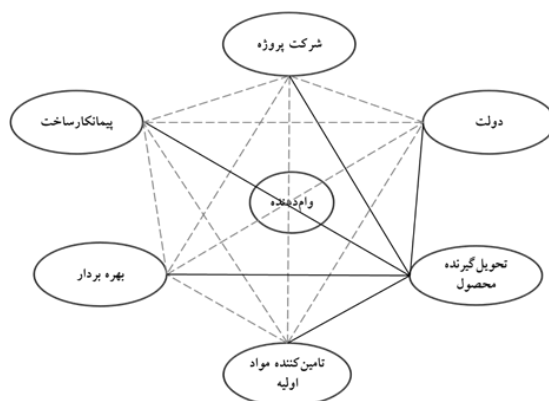 شرکت پروژه
دولت
پیمانکارساخت
وام‌دهنده
تحویل‌گیرنده
محصول
بهره بردار
تامین‌کننده مواد
اولیه